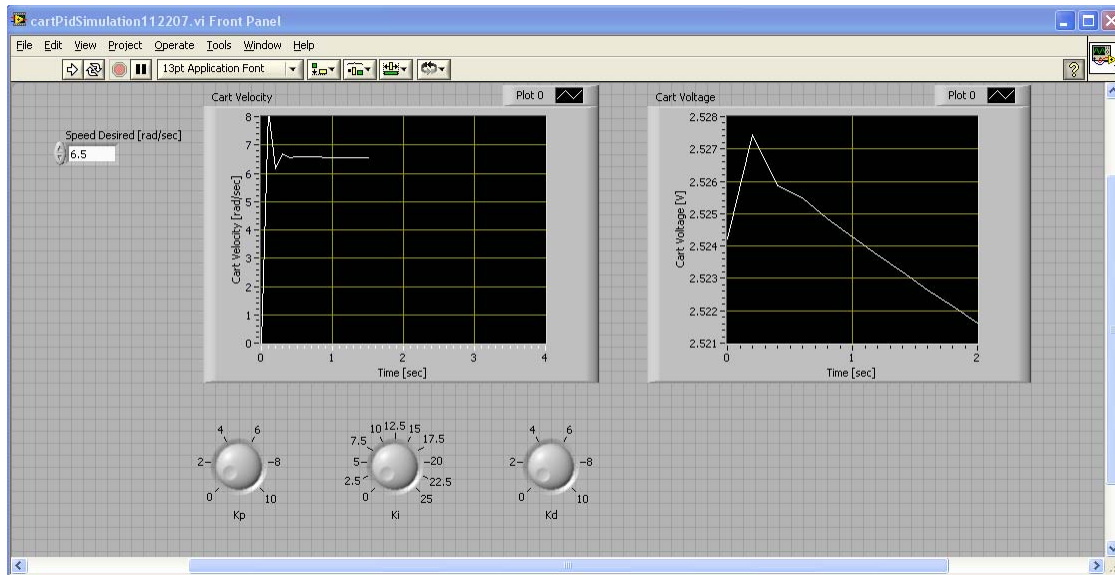 cartPidSimulation112207.vi Front Panel
File Edit View Project Operate Tools Window Help
13pt Application Font
?
Speed Desired [rad/sec]
6.5
Cart Velocity
Plot 0
Cart Velocity [rad/sec]
8
7
6
5
4
3
2
1
0
0 1 2 3 4
Time [sec]
Cart Voltage
Plot 0
Cart Voltage [V]
2.528
2.527
2.526
2.525
2.524
2.523
2.522
2.521
0 1 2
Time [sec]
0 2 4 6 8 10
Kp
0 2.5 5 7.5 10 12.5 15 17.5 20 22.5 25
Ki
0 2 4 6 8 10
Kd